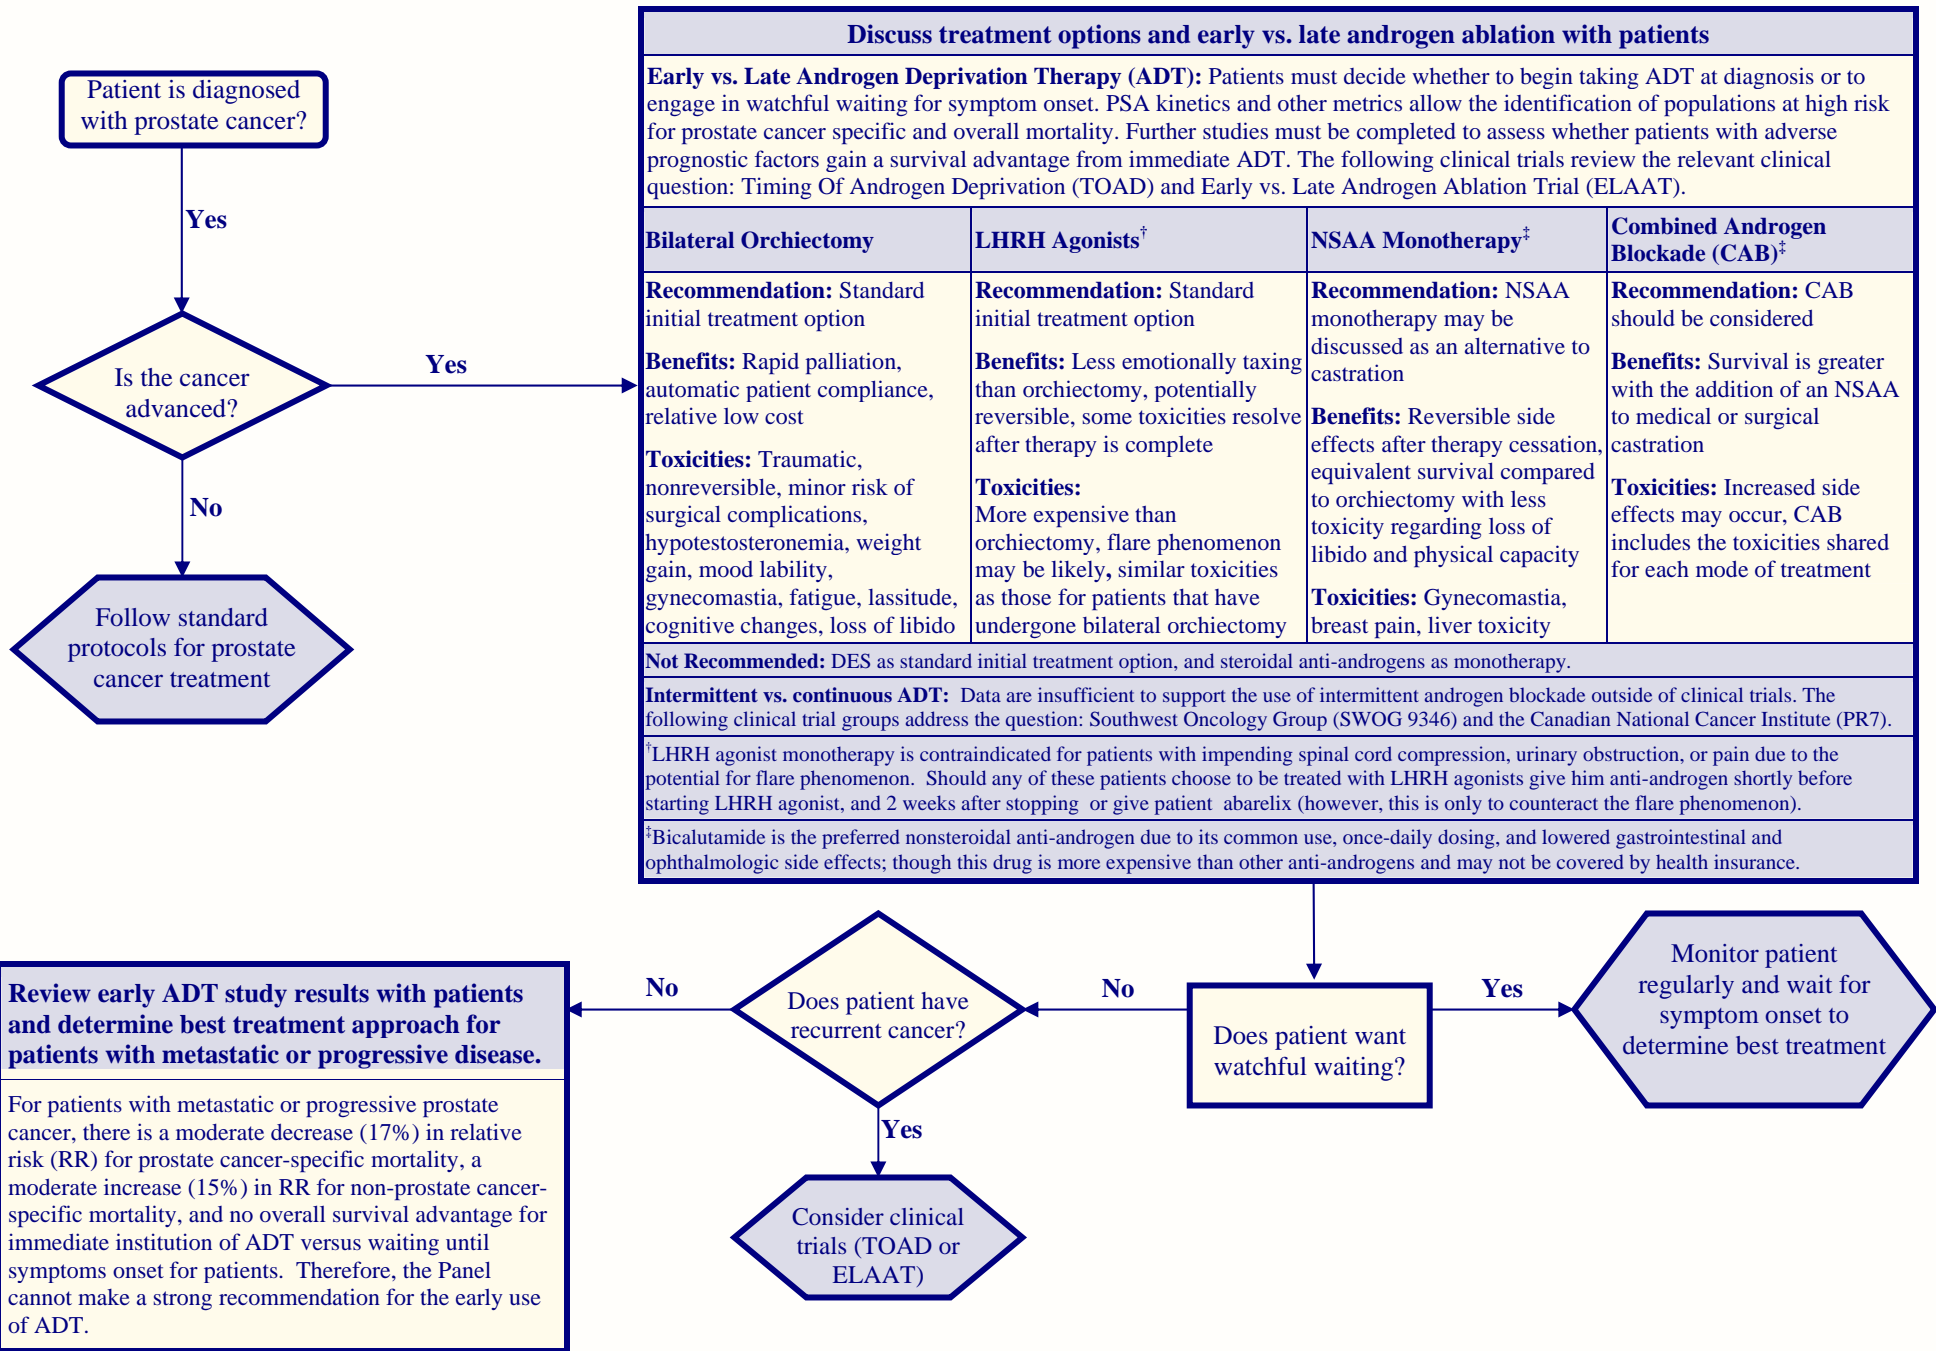 Patient is diagnosed
with prostate cancer?
Yes
Is the cancer
advanced?
Yes
No
Follow standard
protocols for prostate
cancer treatment
Discuss treatment options and early vs. late androgen ablation with patients
Early vs. Late Androgen Deprivation Therapy (ADT): Patients must decide whether to begin taking ADT at diagnosis or to
engage in watchful waiting for symptom onset. PSA kinetics and other metrics allow the identification of populations at high risk
for prostate cancer specific and overall mortality. Further studies must be completed to assess whether patients with adverse
prognostic factors gain a survival advantage from immediate ADT. The following clinical trials review the relevant clinical
question: Timing Of Androgen Deprivation (TOAD) and Early vs. Late Androgen Ablation Trial (ELAAT).
Bilateral Orchiectomy
Recommendation: Standard
initial treatment option
Benefits: Rapid palliation,
automatic patient compliance,
relative low cost
Toxicities: Traumatic,
nonreversible, minor risk of
surgical complications,
hypotestosteronemia, weight
gain, mood lability,
gynecomastia, fatigue, lassitude,
cognitive changes, loss of libido
LHRH Agonists†
Recommendation: Standard
initial treatment option
Benefits: Less emotionally taxing
than orchiectomy, potentially
reversible, some toxicities resolve
after therapy is complete
Toxicities:
More expensive than
orchiectomy, flare phenomenon
may be likely, similar toxicities
as those for patients that have
undergone bilateral orchiectomy
NSAA Monotherapy‡
Recommendation: NSAA
monotherapy may be
discussed as an alternative to
castration
Benefits: Reversible side
effects after therapy cessation,
equivalent survival compared
to orchiectomy with less
toxicity regarding loss of
libido and physical capacity
Toxicities: Gynecomastia,
breast pain, liver toxicity
Combined Androgen
Blockade (CAB)‡
Recommendation: CAB
should be considered
Benefits: Survival is greater
with the addition of an NSAA
to medical or surgical
castration
Toxicities: Increased side
effects may occur, CAB
includes the toxicities shared
for each mode of treatment
Not Recommended: DES as standard initial treatment option, and steroidal anti-androgens as monotherapy.
Intermittent vs. continuous ADT: Data are insufficient to support the use of intermittent androgen blockade outside of clinical trials. The
following clinical trial groups address the question: Southwest Oncology Group (SWOG 9346) and the Canadian National Cancer Institute (PR7).
†LHRH agonist monotherapy is contraindicated for patients with impending spinal cord compression, urinary obstruction, or pain due to the
potential for flare phenomenon. Should any of these patients choose to be treated with LHRH agonists give him anti-androgen shortly before
starting LHRH agonist, and 2 weeks after stopping or give patient abarelix (however, this is only to counteract the flare phenomenon).
‡Bicalutamide is the preferred nonsteroidal anti-androgen due to its common use, once-daily dosing, and lowered gastrointestinal and
ophthalmologic side effects; though this drug is more expensive than other anti-androgens and may not be covered by health insurance.
Does patient want
watchful waiting?
Yes
Monitor patient
regularly and wait for
symptom onset to
determine best treatment
No
Does patient have
recurrent cancer?
Yes
Consider clinical
trials (TOAD or
ELAAT)
No
Review early ADT study results with patients
and determine best treatment approach for
patients with metastatic or progressive disease.
For patients with metastatic or progressive prostate
cancer, there is a moderate decrease (17%) in relative
risk (RR) for prostate cancer-specific mortality, a
moderate increase (15%) in RR for non-prostate cancer-
specific mortality, and no overall survival advantage for
immediate institution of ADT versus waiting until
symptoms onset for patients. Therefore, the Panel
cannot make a strong recommendation for the early use
of ADT.